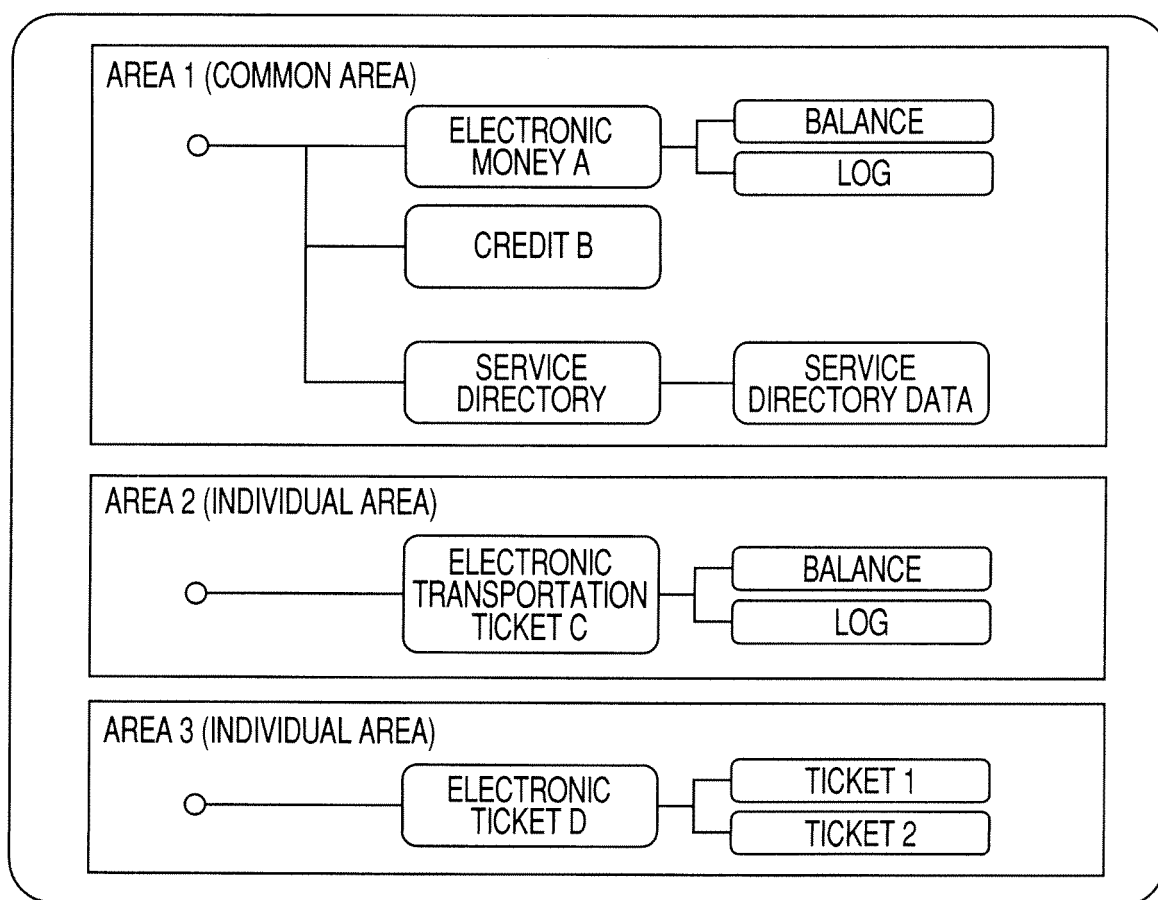 AREA 1 (COMMON AREA)
ELECTRONIC
MONEY A
BALANCE
LOG
CREDIT B
SERVICE
DIRECTORY
SERVICE
DIRECTORY DATA
AREA 2 (INDIVIDUAL AREA)
ELECTRONIC
TRANSPORTATION
TICKET C
BALANCE
LOG
AREA 3 (INDIVIDUAL AREA)
ELECTRONIC
TICKET D
TICKET 1
TICKET 2